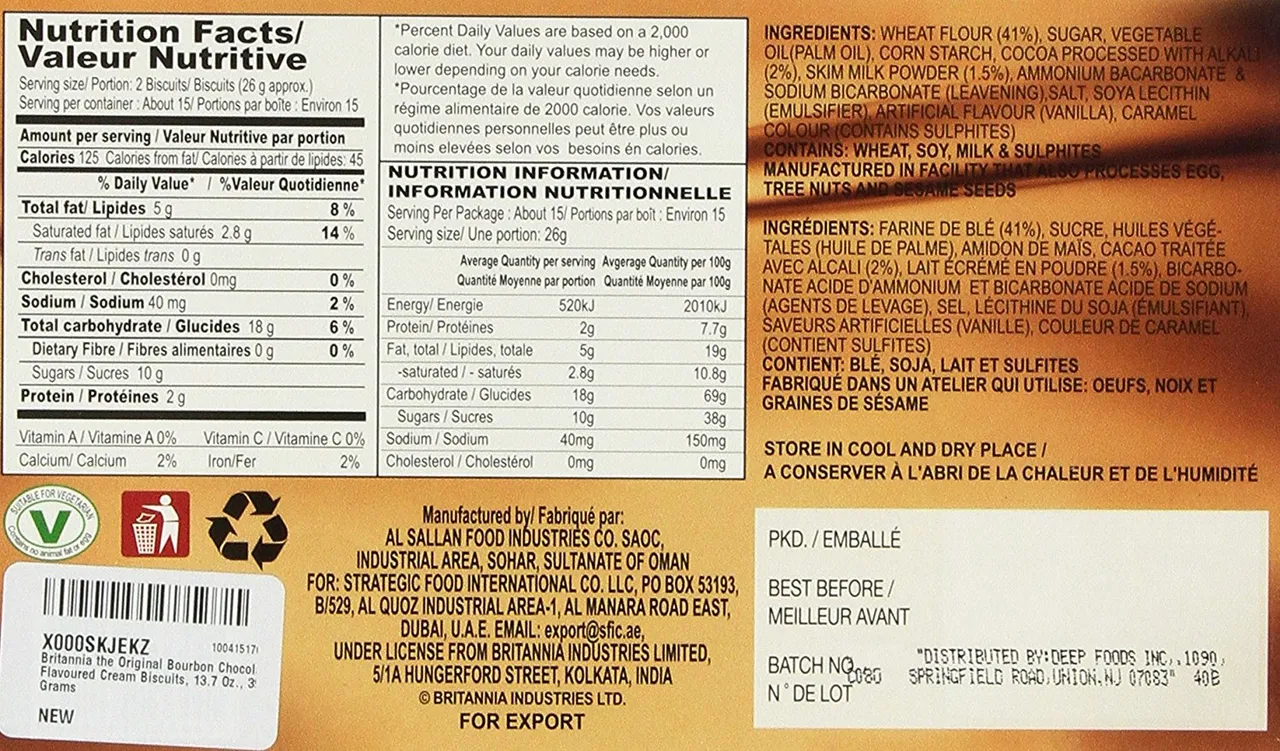 Nutrition Facts/
Valeur Nutritive
Serving size/ Portion: 2 Biscuits/ Biscuits (26 g approx.)
Serving per container : About 15/ Portions par boîte : Environ 15
Amount per serving / Valeur Nutritive par portion
Calories 125 Calories from fat/ Calories à partir de lipides: 45
% Daily Value* / %Valeur Quotidienne*
Total fat/ Lipides 5 g 8 %
Saturated fat / Lipides saturés 2.8 g 14 %
Trans fat / Lipides trans 0 g
Cholesterol / Cholestérol 0mg 0 %
Sodium / Sodium 40 mg 2 %
Total carbohydrate / Glucides 18 g 6 %
Dietary Fibre / Fibres alimentaires 0 g 0 %
Sugars / Sucres 10 g
Protein / Protéines 2 g
Vitamin A / Vitamine A 0% Vitamin C / Vitamine C 0%
Calcium/ Calcium 2% Iron/Fer 2%
*Percent Daily Values are based on a 2,000
calorie diet. Your daily values may be higher or
lower depending on your calorie needs.
*Pourcentage de la valeur quotidienne selon un
régime alimentaire de 2000 calorie. Vos valeurs
quotidiennes personnelles peut être plus ou
moins elevées selon vos besoins én calories.
NUTRITION INFORMATION/
INFORMATION NUTRITIONNELLE
Serving Per Package : About 15/ Portions par boît : Environ 15
Serving size/ Une portion: 26g
Average Quantity per serving Avgerage Quantity per 100g
Quantité Moyenne par portion Quantité Moyenne par 100g
Energy/ Energie 520kJ 2010kJ
Protein/ Protéines 2g 7.7g
Fat, total / Lipides, totale 5g 19g
-saturated / - saturés 2.8g 10.8g
Carbohydrate / Glucides 18g 69g
Sugars / Sucres 10g 38g
Sodium / Sodium 40mg 150mg
Cholesterol / Cholestérol 0mg 0mg
INGREDIENTS: WHEAT FLOUR (41%), SUGAR, VEGETABLE
OIL(PALM OIL), CORN STARCH, COCOA PROCESSED WITH ALKALI
(2%), SKIM MILK POWDER (1.5%), AMMONIUM BACARBONATE &
SODIUM BICARBONATE (LEAVENING),SALT, SOYA LECITHIN
(EMULSIFIER), ARTIFICIAL FLAVOUR (VANILLA), CARAMEL
COLOUR (CONTAINS SULPHITES)
CONTAINS: WHEAT, SOY, MILK & SULPHITES
MANUFACTURED IN FACILITY THAT ALSO PROCESSES EGG,
TREE NUTS AND SESAME SEEDS
INGRÉDIENTS: FARINE DE BLÉ (41%), SUCRE, HUILES VÉGÉ-
TALES (HUILE DE PALME), AMIDON DE MAÏS, CACAO TRAITÉE
AVEC ALCALI (2%), LAIT ÉCRÉMÉ EN POUDRE (1.5%), BICARBO-
NATE ACIDE D'AMMONIUM ET BICARBONATE ACIDE DE SODIUM
(AGENTS DE LEVAGE), SEL, LÉCITHINE DU SOJA (ÉMULSIFIANT),
SAVEURS ARTIFICIELLES (VANILLE), COULEUR DE CARAMEL
(CONTIENT SULFITES)
CONTIENT: BLÉ, SOJA, LAIT ET SULFITES
FABRIQUÉ DANS UN ATELIER QUI UTILISE: OEUFS, NOIX ET
GRAINES DE SÉSAME
STORE IN COOL AND DRY PLACE /
A CONSERVER À L'ABRI DE LA CHALEUR ET DE L'HUMIDITÉ
SUITABLE FOR VEGETARIAN
V
Contains no animal fat or egg
X000SKJEKZ 10041517
Britannia the Original Bourbon Chocol
Flavoured Cream Biscuits, 13.7 Oz., 3
Grams
NEW
Manufactured by/ Fabriqué par:
AL SALLAN FOOD INDUSTRIES CO. SAOC,
INDUSTRIAL AREA, SOHAR, SULTANATE OF OMAN
FOR: STRATEGIC FOOD INTERNATIONAL CO. LLC, PO BOX 53193,
B/529, AL QUOZ INDUSTRIAL AREA-1, AL MANARA ROAD EAST,
DUBAI, U.A.E. EMAIL: export@sfic.ae,
UNDER LICENSE FROM BRITANNIA INDUSTRIES LIMITED,
5/1A HUNGERFORD STREET, KOLKATA, INDIA
© BRITANNIA INDUSTRIES LTD.
FOR EXPORT
PKD. / EMBALLÉ
BEST BEFORE /
MEILLEUR AVANT
BATCH NO.
N° DE LOT
"DISTRIBUTED BY:DEEP FOODS INC,.1090,
SPRINGFIELD ROAD,UNION.NJ 07083" 40B